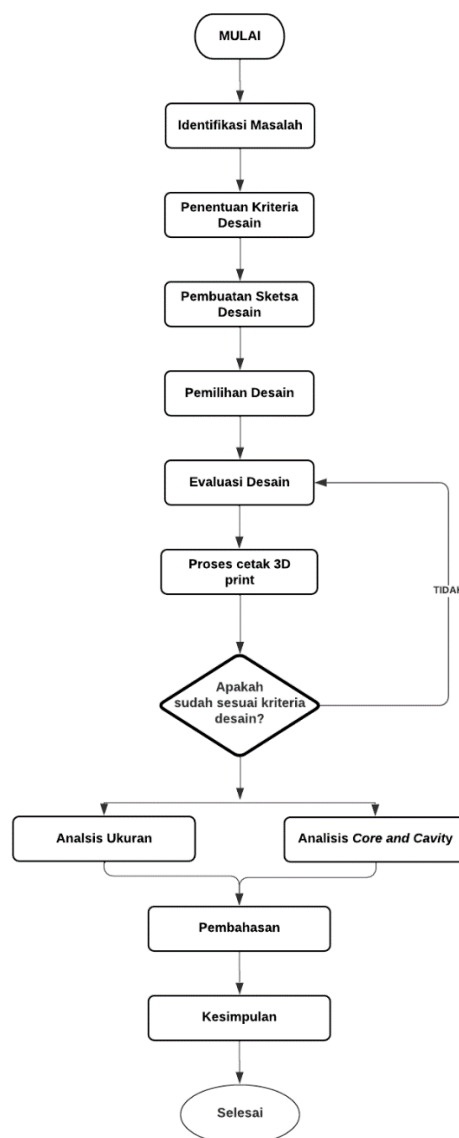 MULAI
Identifikasi Masalah
Penentuan Kriteria
Desain
Pembuatan Sketsa
Desain
Pemilihan Desain
Evaluasi Desain
Proses cetak 3D
print
TIDAK
Apakah
sudah sesuai kriteria
desain?
Analsis Ukuran
Analisis Core and Cavity
Pembahasan
Kesimpulan
Selesai